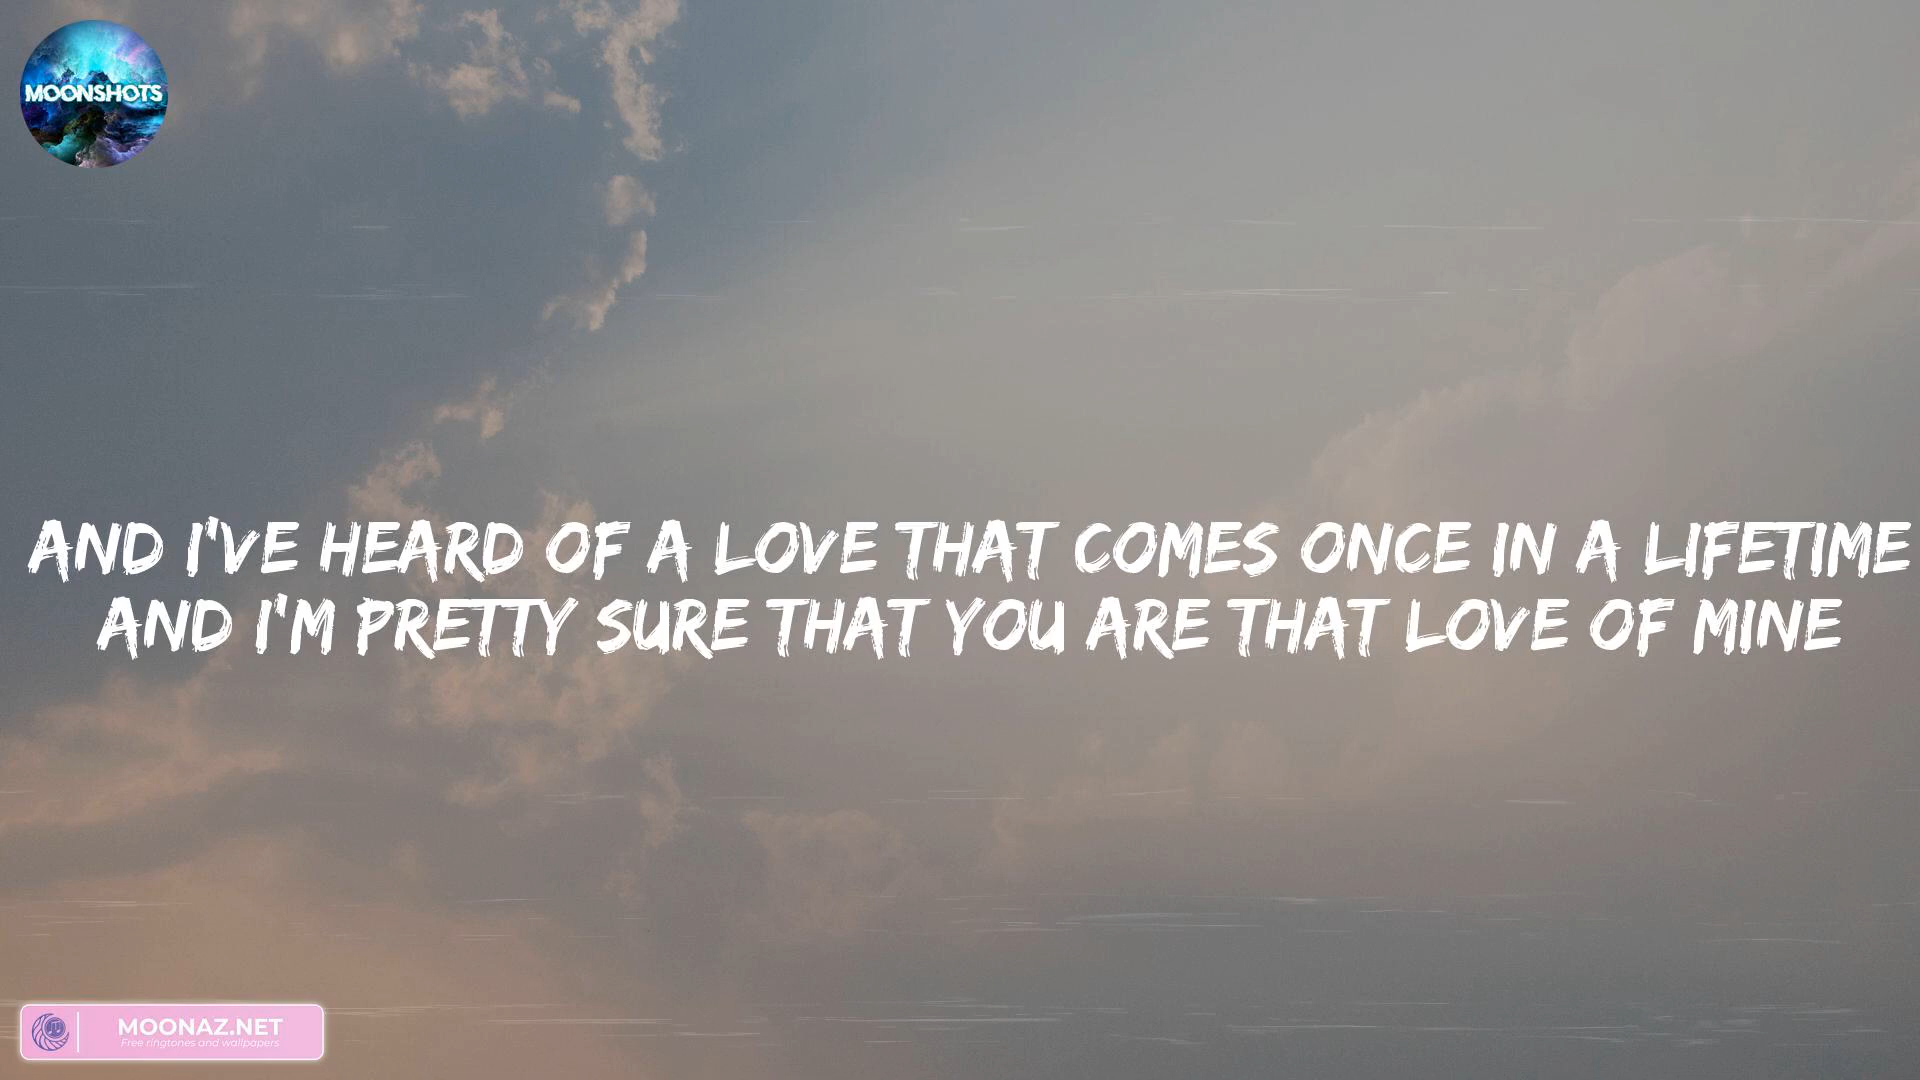 MOONSHOTS
AND I'VE HEARD OF A LOVE THAT COMES ONCE IN A LIFETIME
AND I'M PRETTY SURE THAT YOU ARE THAT LOVE OF MINE
MOONAZ.NET
Free ringtones and wallpapers